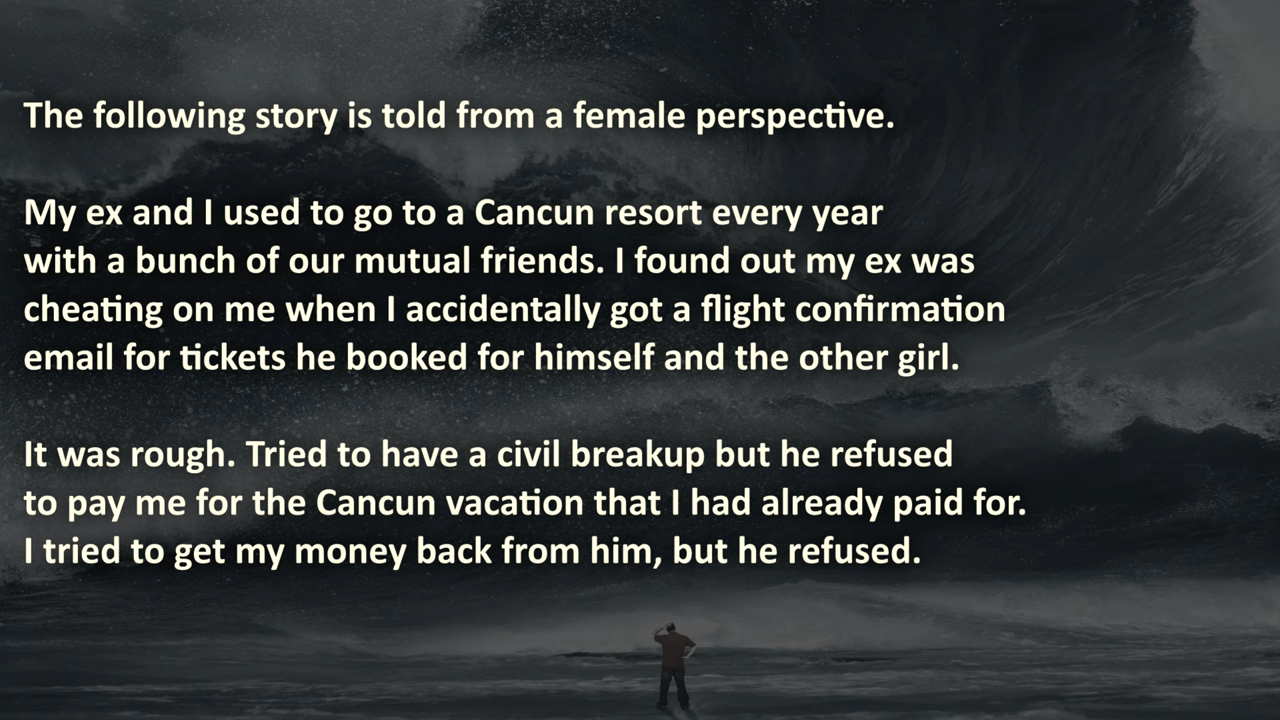 The following story is told from a female perspective.
My ex and I used to go to a Cancun resort every year
with a bunch of our mutual friends. I found out my ex was
cheating on me when I accidentally got a flight confirmation
email for tickets he booked for himself and the other girl.
It was rough. Tried to have a civil breakup but he refused
to pay me for the Cancun vacation that I had already paid for.
I tried to get my money back from him, but he refused.